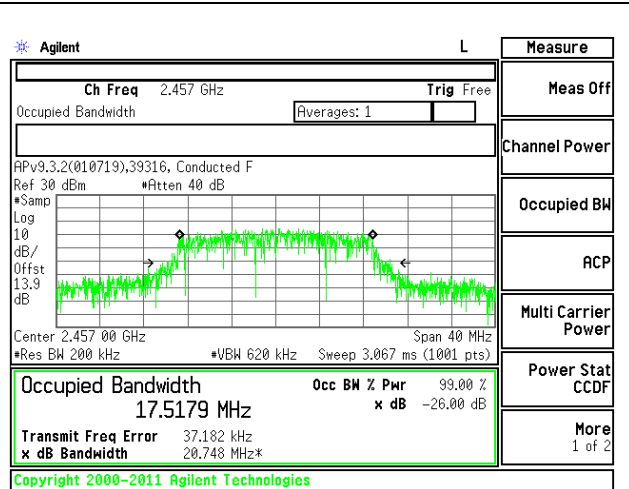 Agilent L Measure
Ch Freq 2.457 GHz Trig Free
Meas Off
Occupied Bandwidth Averages: 1
Channel Power
APv9.3.2(010719),39316, Conducted F
Ref 30 dBm #Atten 40 dB
#Samp
Log
10
dB/
Offst
13.9
dB
Occupied BW
ACP
Multi Carrier
Power
Center 2.457 00 GHz Span 40 MHz
#Res BW 200 kHz #VBW 620 kHz Sweep 3.067 ms (1001 pts)
Power Stat
CCDF
Occupied Bandwidth Occ BW % Pwr 99.00 %
17.5179 MHz x dB -26.00 dB
Transmit Freq Error 37.182 kHz
x dB Bandwidth 20.748 MHz*
More
1 of 2
Copyright 2000-2011 Agilent Technologies